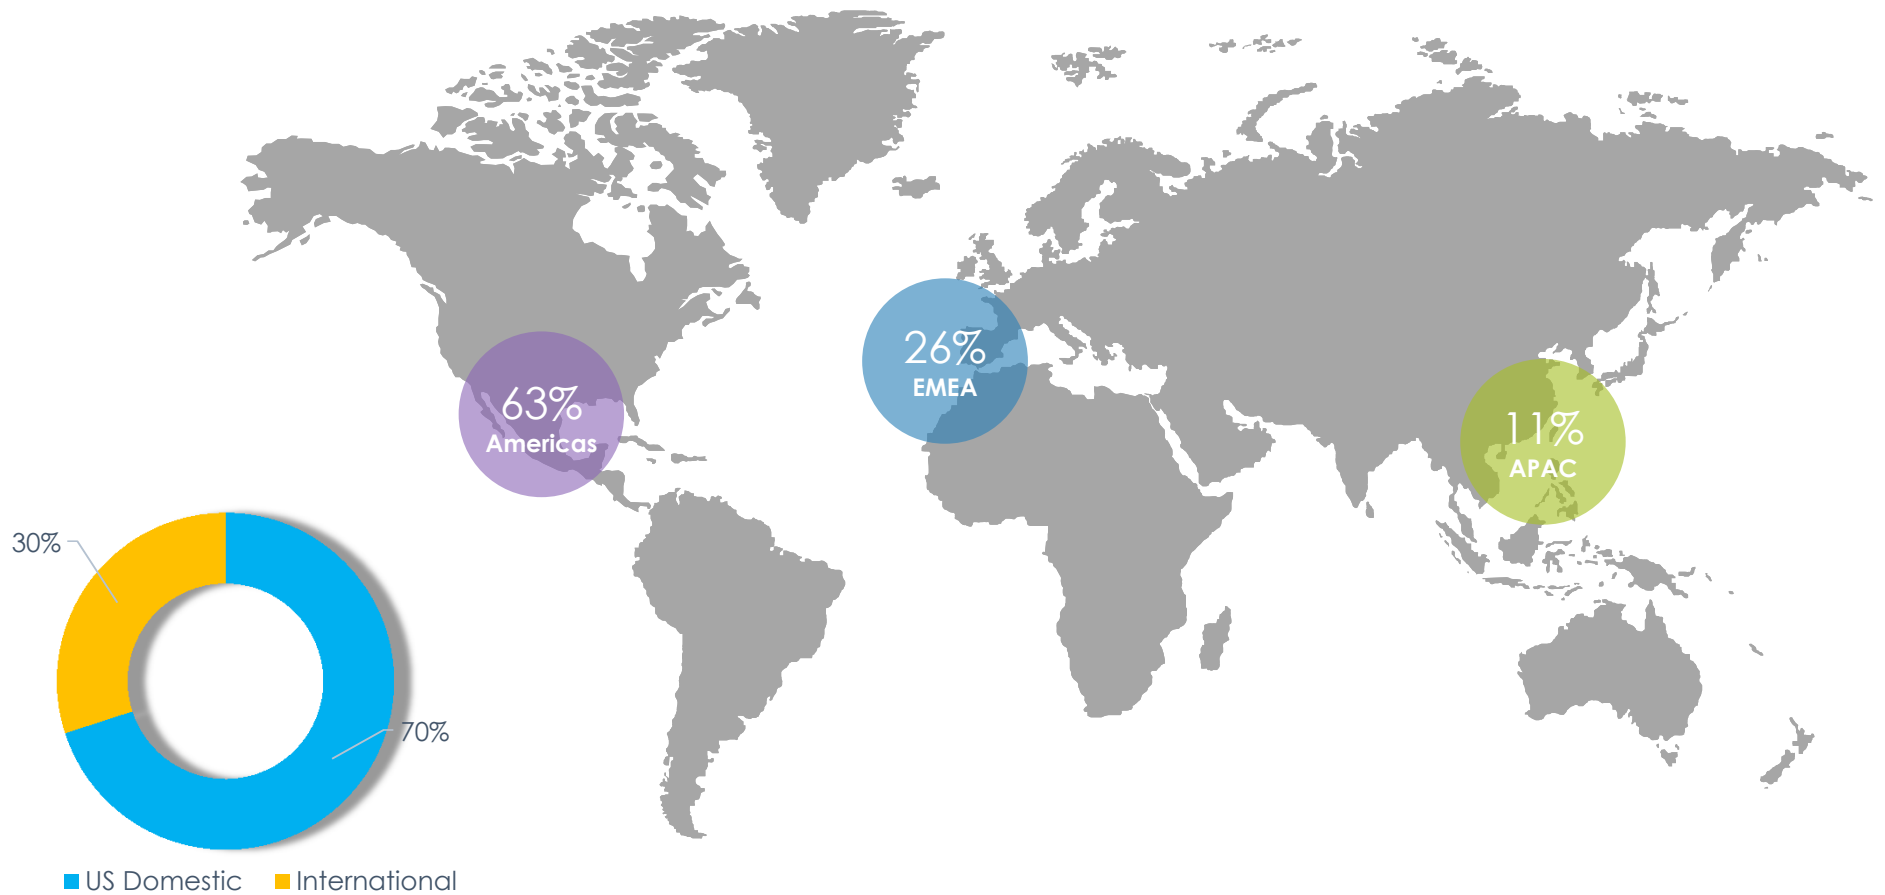 26%
EMEA
63%
Americas
11%
APAC
30%
70%
US Domestic
International